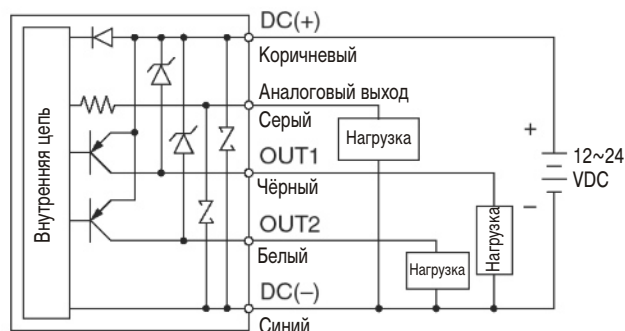 DC(+)
Коричневый
Аналоговый выход
Серый
Нагрузка
OUT1
Чёрный
OUT2
Белый
Нагрузка
Нагрузка
DC(–)
Синий
Внутренняя цепь
+
12~24
VDC
–